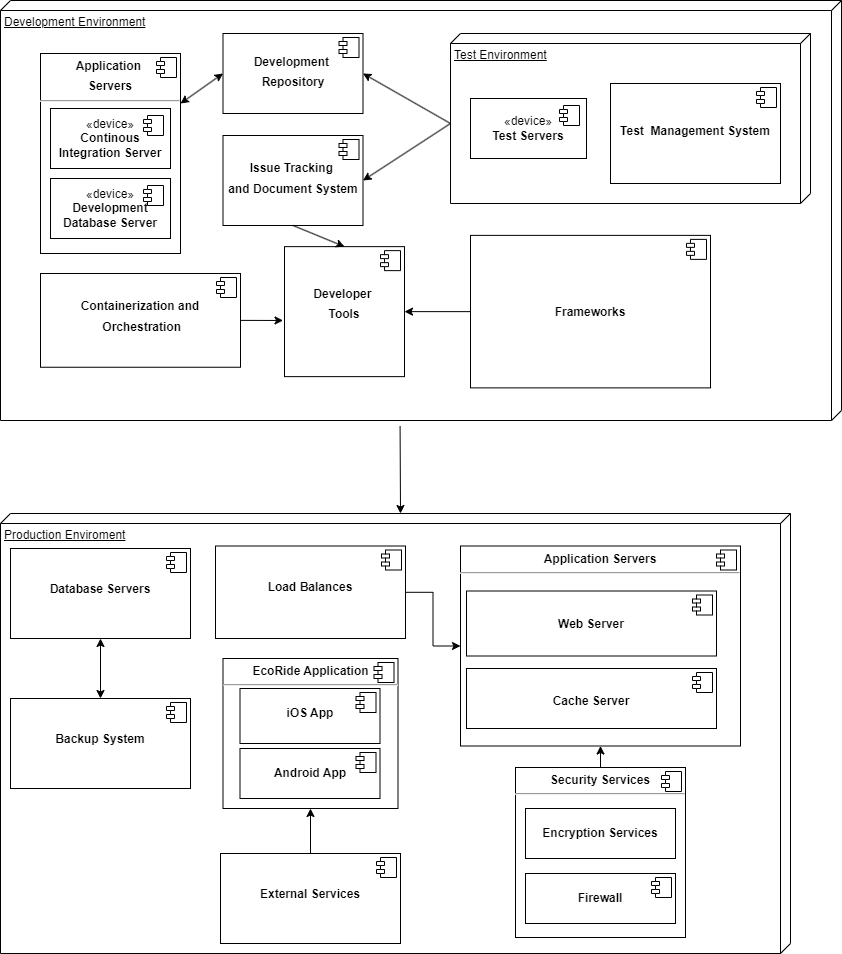 Development Environment
Application
Servers
«device»
Continous
Integration Server
«device»
Development
Database Server
Development
Repository
Issue Tracking
and Document System
Test Environment
«device»
Test Servers
Test Management System
Containerization and
Orchestration
Developer
Tools
Frameworks
Production Enviroment
Database Servers
Backup System
Load Balances
EcoRide Application
iOS App
Android App
External Services
Application Servers
Web Server
Cache Server
Security Services
Encryption Services
Firewall